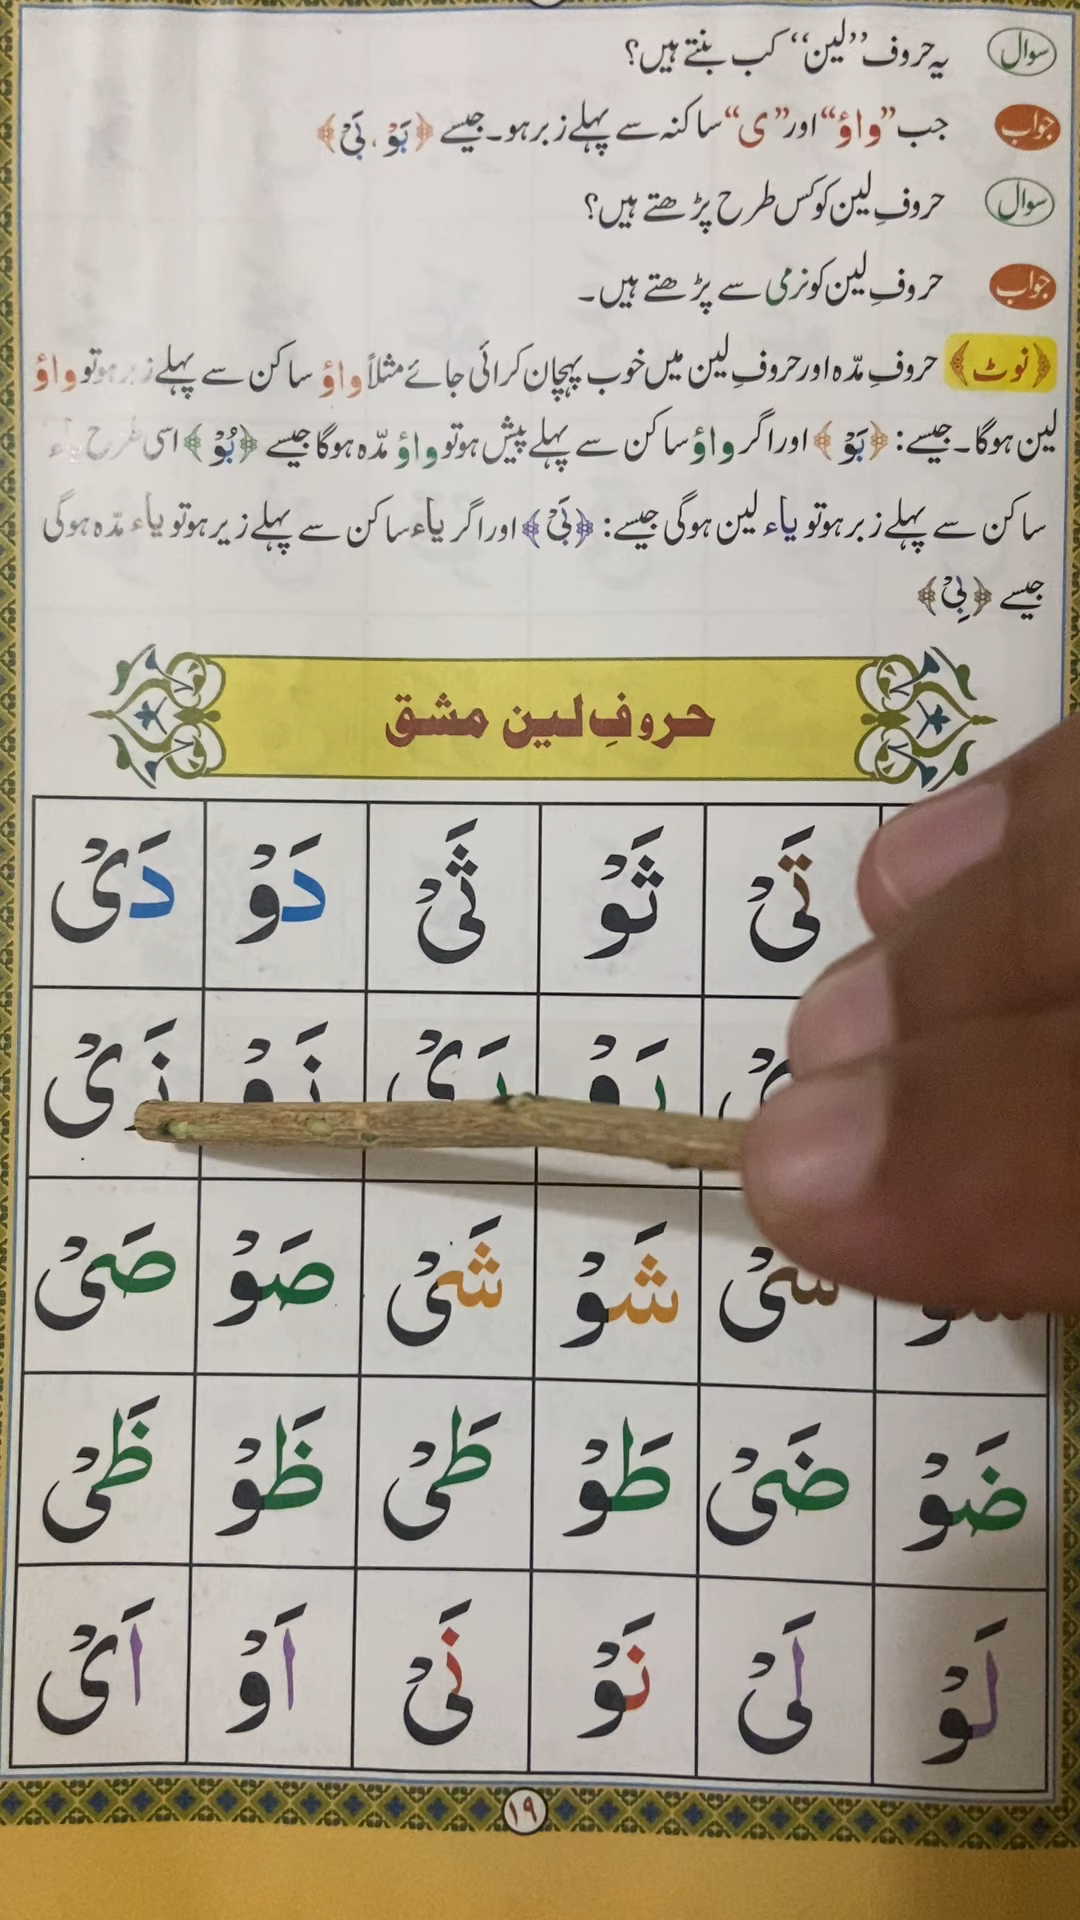 سوال یہ حروف ”لین“ کب بنتے ہیں؟
جواب جب ”واؤ“ اور ”ی“ ساکنہ سے پہلے زبر ہو۔ جیسے ﴿بَوْ، بَیْ﴾
سوال حروفِ لین کو کس طرح پڑھتے ہیں؟
جواب حروفِ لین کو نرمی سے پڑھتے ہیں۔
﴿نوٹ﴾ حروفِ مدّہ اور حروفِ لین میں خوب پہچان کرائی جائے مثلاً واؤ ساکن سے پہلے زبر ہو تو واؤ
لین ہوگا۔ جیسے: ﴿بَوْ﴾ اور اگر واؤ ساکن سے پہلے پیش ہو تو واؤ مدّہ ہوگا جیسے ﴿بُوْ﴾ اسی طرح یاء
ساکن سے پہلے زبر ہو تو یاء لین ہوگی جیسے: ﴿بَیْ﴾ اور اگر یاء ساکن سے پہلے زیر ہو تو یاء مدّہ ہوگی
جیسے ﴿بِیْ﴾
حروفِ لین مشق
تَیْ ثَوْ ثَیْ دَوْ دَیْ
رَوْ رَیْ زَوْ زَیْ
سَیْ شَوْ شَیْ صَوْ صَیْ
ضَوْ ضَیْ طَوْ طَیْ ظَوْ ظَیْ
لَوْ لَیْ نَوْ نَیْ اَوْ اَیْ
١٩